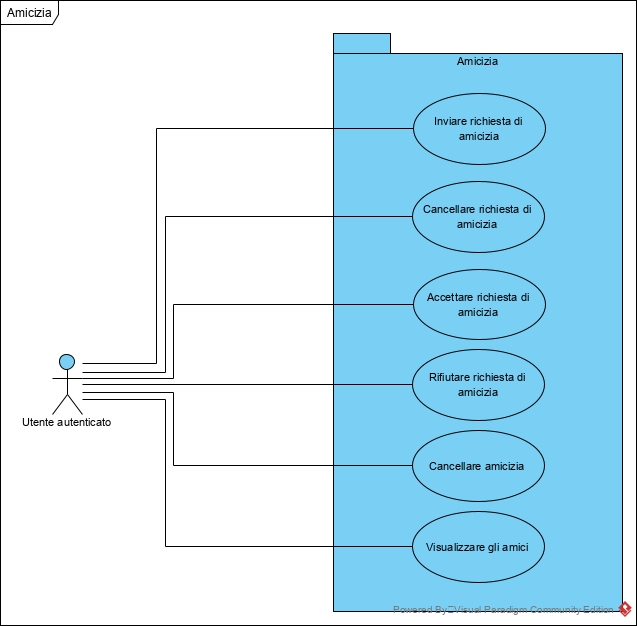 Amicizia
Amicizia
Inviare richiesta di
amicizia
Cancellare richiesta di
amicizia
Accettare richiesta di
amicizia
Rifiutare richiesta di
amicizia
Utente autenticato
Cancellare amicizia
Visualizzare gli amici
Powered By Visual Paradigm Community Edition